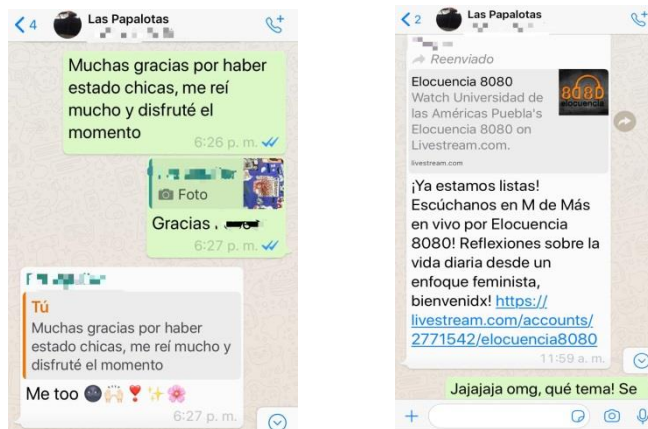 4
Las Papalotas
Muchas gracias por haber
estado chicas, me reí
mucho y disfruté el
momento
6:26 p. m.
Foto
Gracias
6:27 p. m.
Tú
Muchas gracias por haber
estado chicas, me reí mucho y
disfruté el momento
Me too
6:27 p. m.
2
Las Papalotas
Reenviado
Elocuencia 8080
Watch Universidad de
las Américas Puebla's
Elocuencia 8080 on
Livestream.com.
livestream.com
8080
elocuencia
¡Ya estamos listas!
Escúchanos en M de Más
en vivo por Elocuencia
8080! Reflexiones sobre la
vida diaria desde un
enfoque feminista,
bienvenidx! https://
livestream.com/accounts/
2771542/elocuencia8080
11:59 a. m.
Jajajaja omg, qué tema! Se